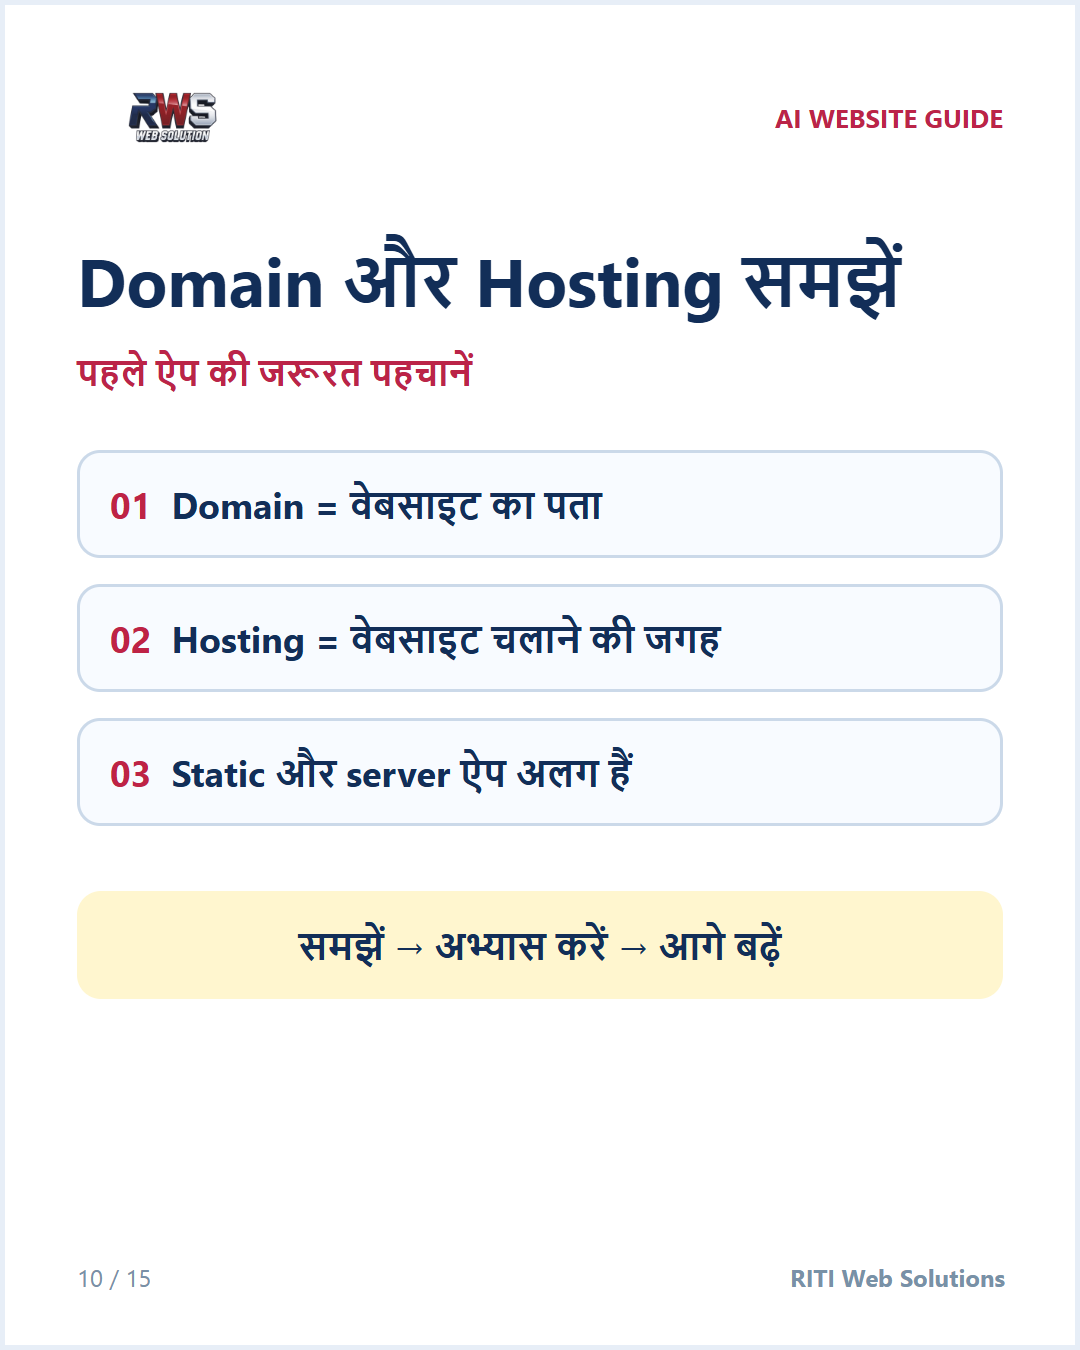 RWS
WEB SOLUTION
AI WEBSITE GUIDE
Domain और Hosting समझें
पहले ऐप की जरूरत पहचानें
01 Domain = वेबसाइट का पता
02 Hosting = वेबसाइट चलाने की जगह
03 Static और server ऐप अलग हैं
समझें → अभ्यास करें → आगे बढ़ें
10 / 15
RITI Web Solutions